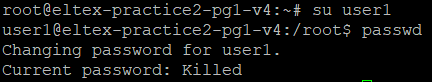 root@eltex-practice2-pg1-v4:~# su user1
user1@eltex-practice2-pg1-v4:/root$ passwd
Changing password for user1.
Current password: Killed